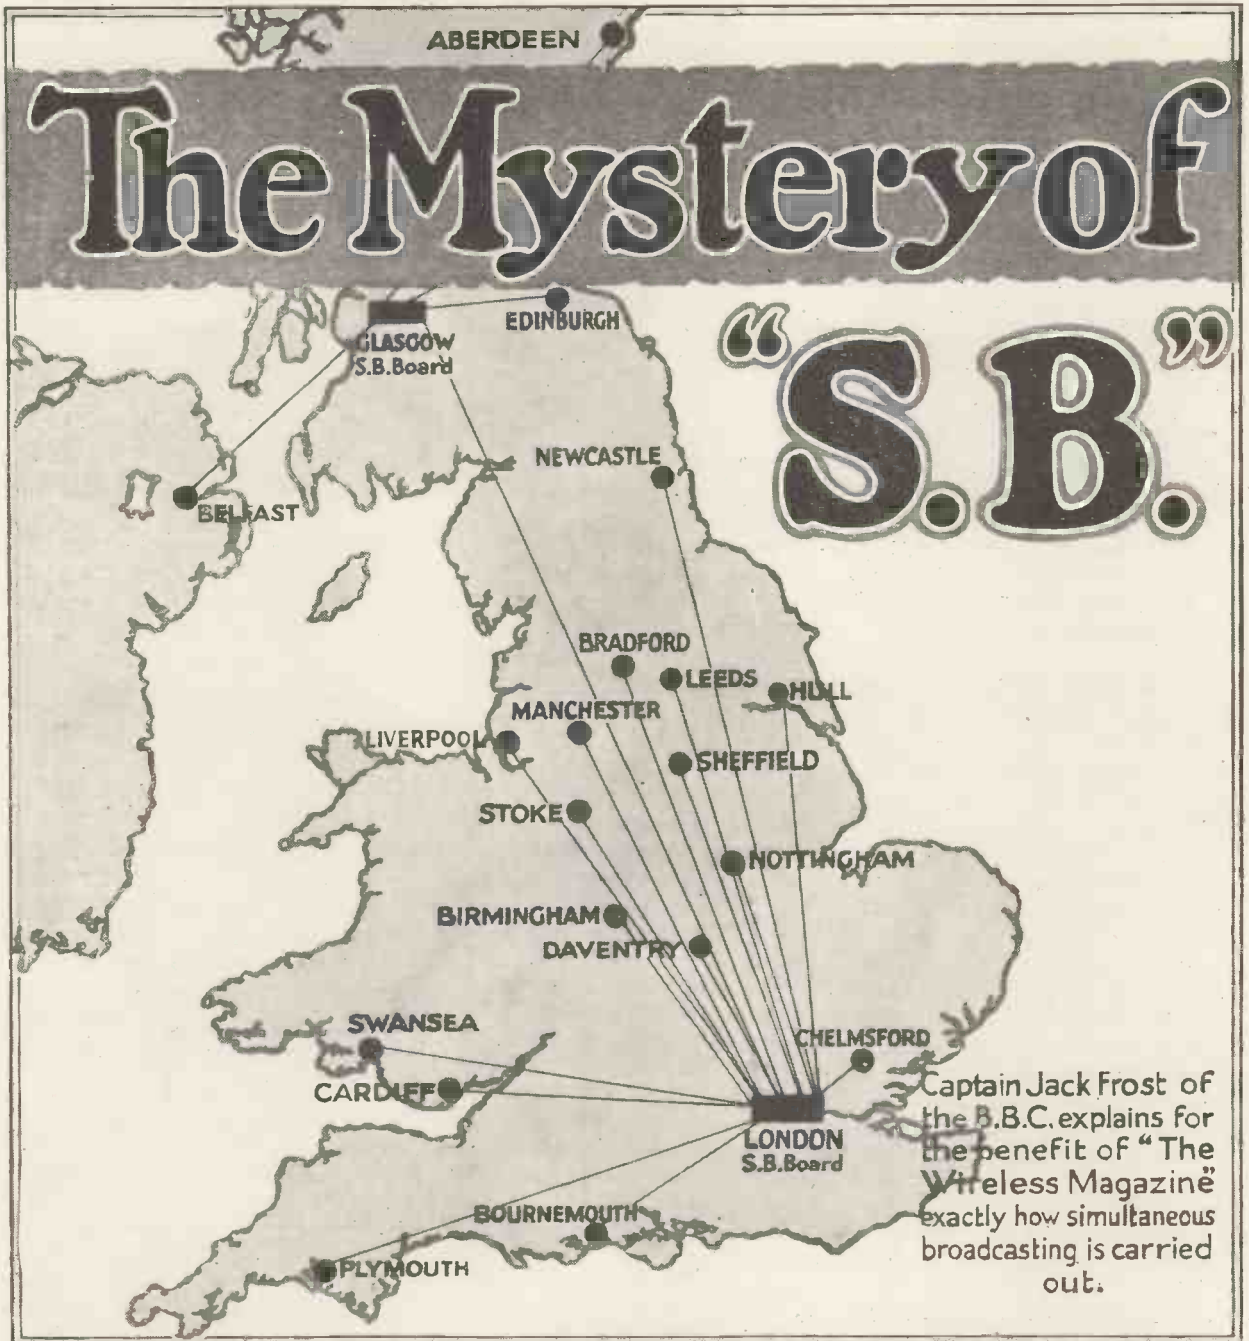 ABERDEEN
The Mystery of
"S.B."
EDINBURGH
GLASGOW
S.B.Board
NEWCASTLE
BELFAST
BRADFORD
LEEDS
HULL
MANCHESTER
LIVERPOOL
SHEFFIELD
STOKE
NOTTINGHAM
BIRMINGHAM
DAVENTRY
SWANSEA
CHELMSFORD
CARDIFF
LONDON
S.B.Board
BOURNEMOUTH
PLYMOUTH
Captain Jack Frost of
the B.B.C. explains for
the benefit of "The
Wireless Magazine"
exactly how simultaneous
broadcasting is carried
out.